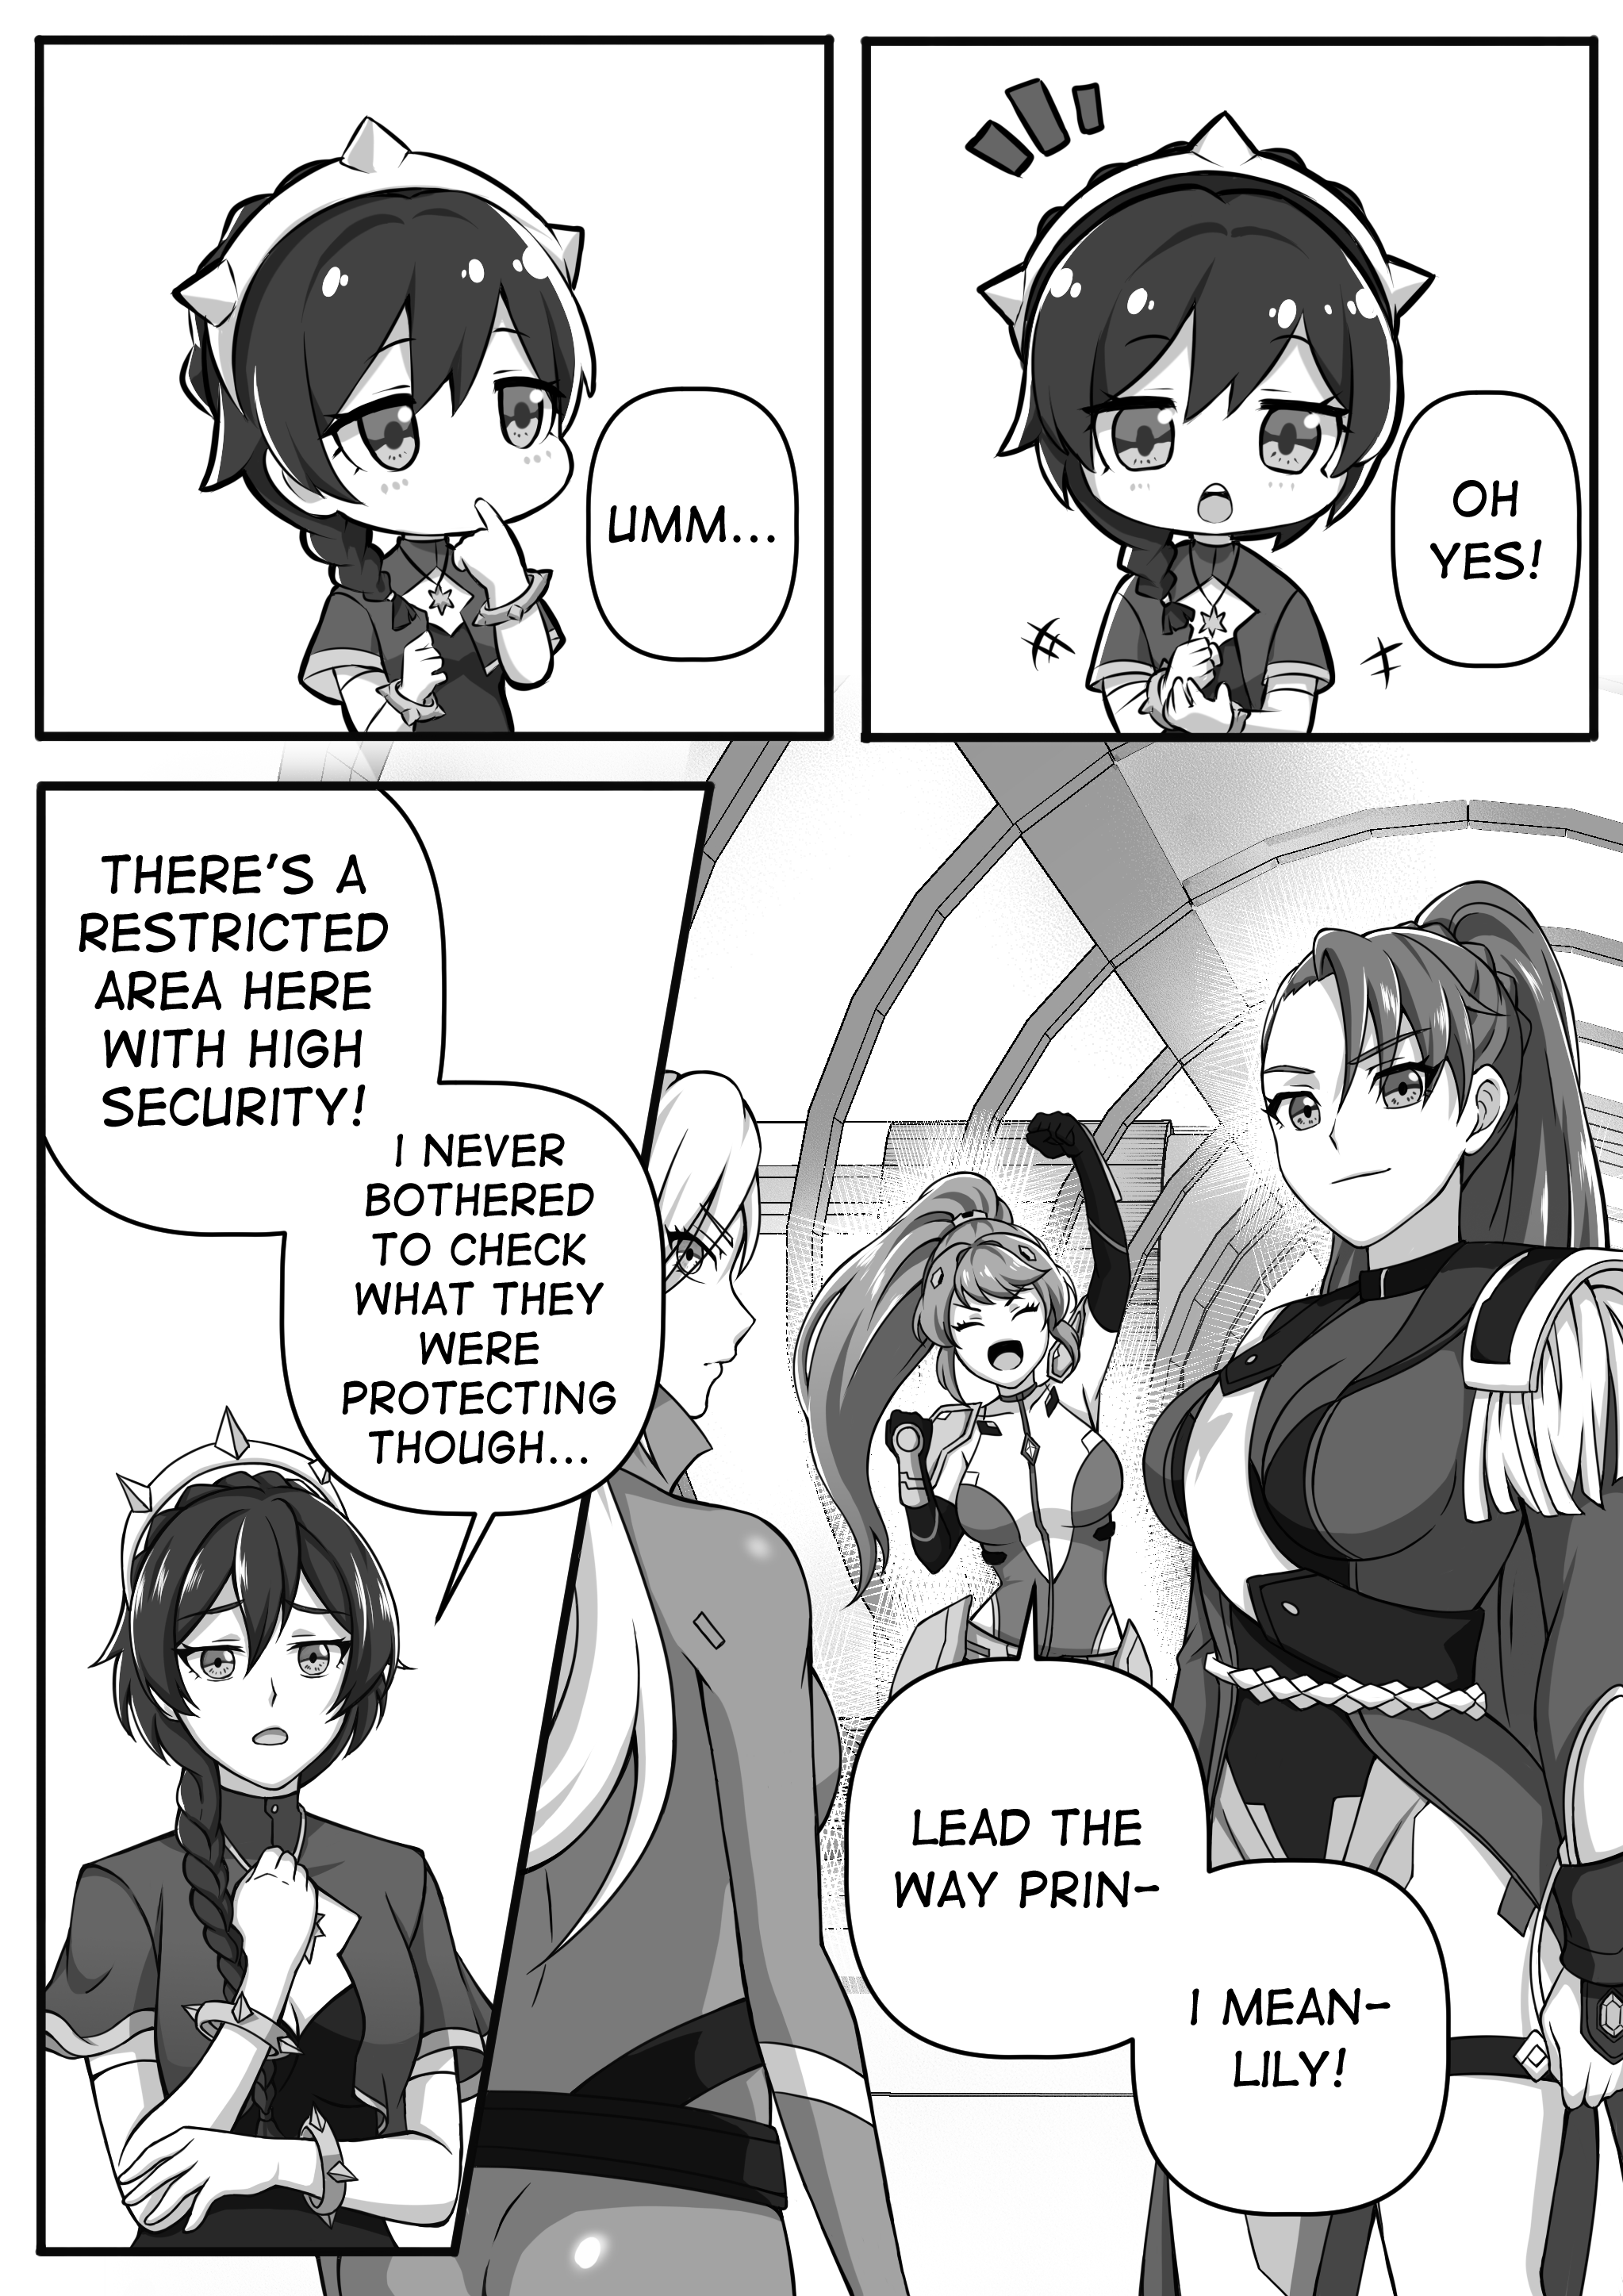 UMM...
OH
YES!
THERE'S A
RESTRICTED
AREA HERE
WITH HIGH
SECURITY!
I NEVER
BOTHERED
TO CHECK
WHAT THEY
WERE
PROTECTING
THOUGH...
LEAD THE
WAY PRIN-
I MEAN-
LILY!